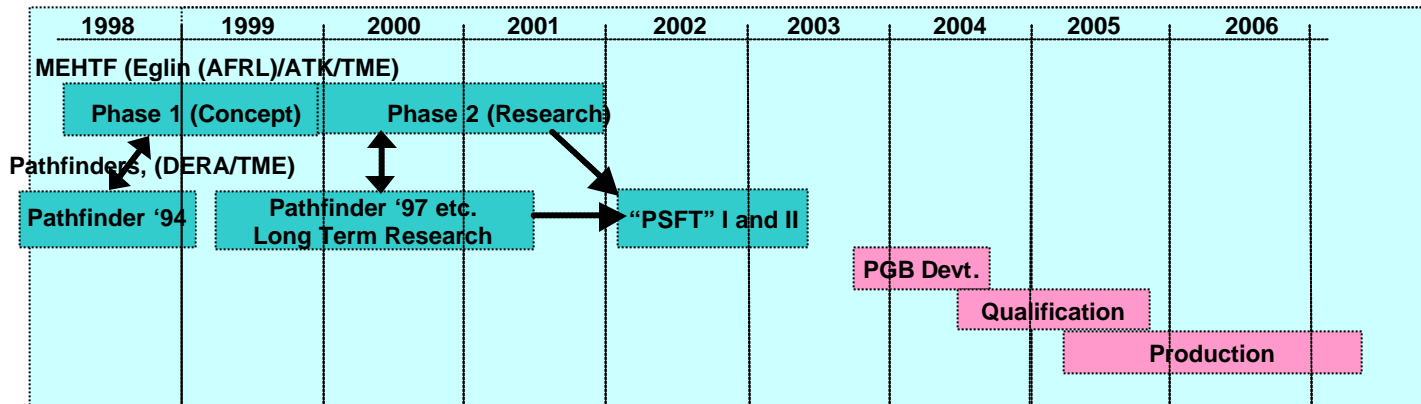 1998 1999 2000 2001 2002 2003 2004 2005 2006
MEHTF (Eglin (AFRL)/ATK/TME)
Phase 1 (Concept) Phase 2 (Research)
Pathfinders, (DERA/TME)
Pathfinder ‘94
Pathfinder ‘97 etc.
Long Term Research
“PSFT” I and II
PGB Devt.
Qualification
Production